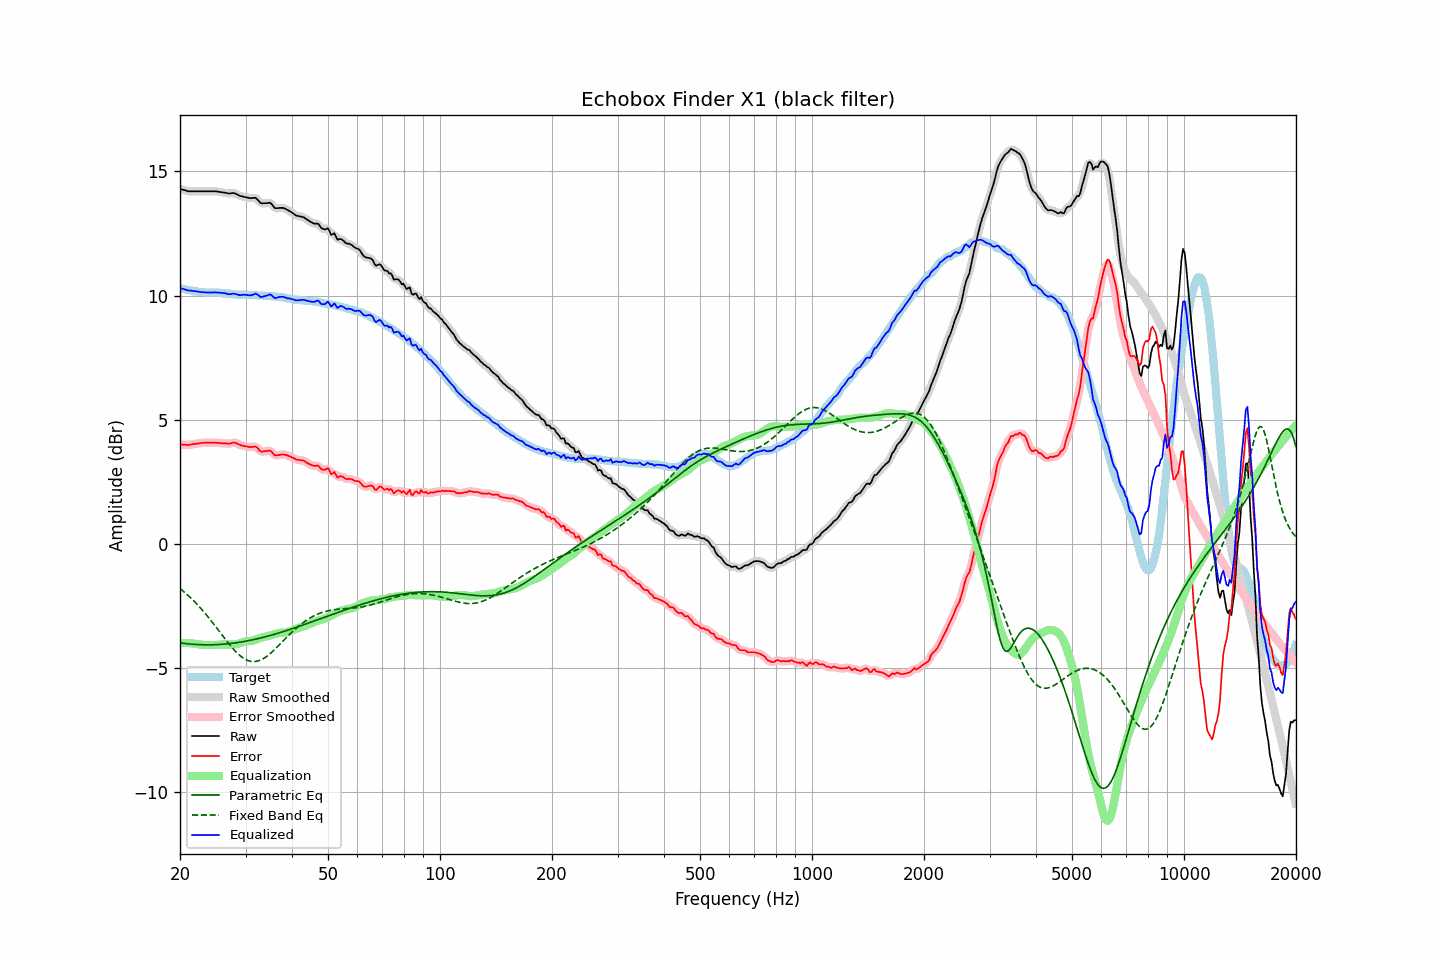 Echobox Finder X1 (black filter)
Amplitude (dBr)
15
10
5
0
−5
−10
Target
Raw Smoothed
Error Smoothed
Raw
Error
Equalization
Parametric Eq
Fixed Band Eq
Equalized
20 50 100 200 500 1000 2000 5000 10000 20000
Frequency (Hz)